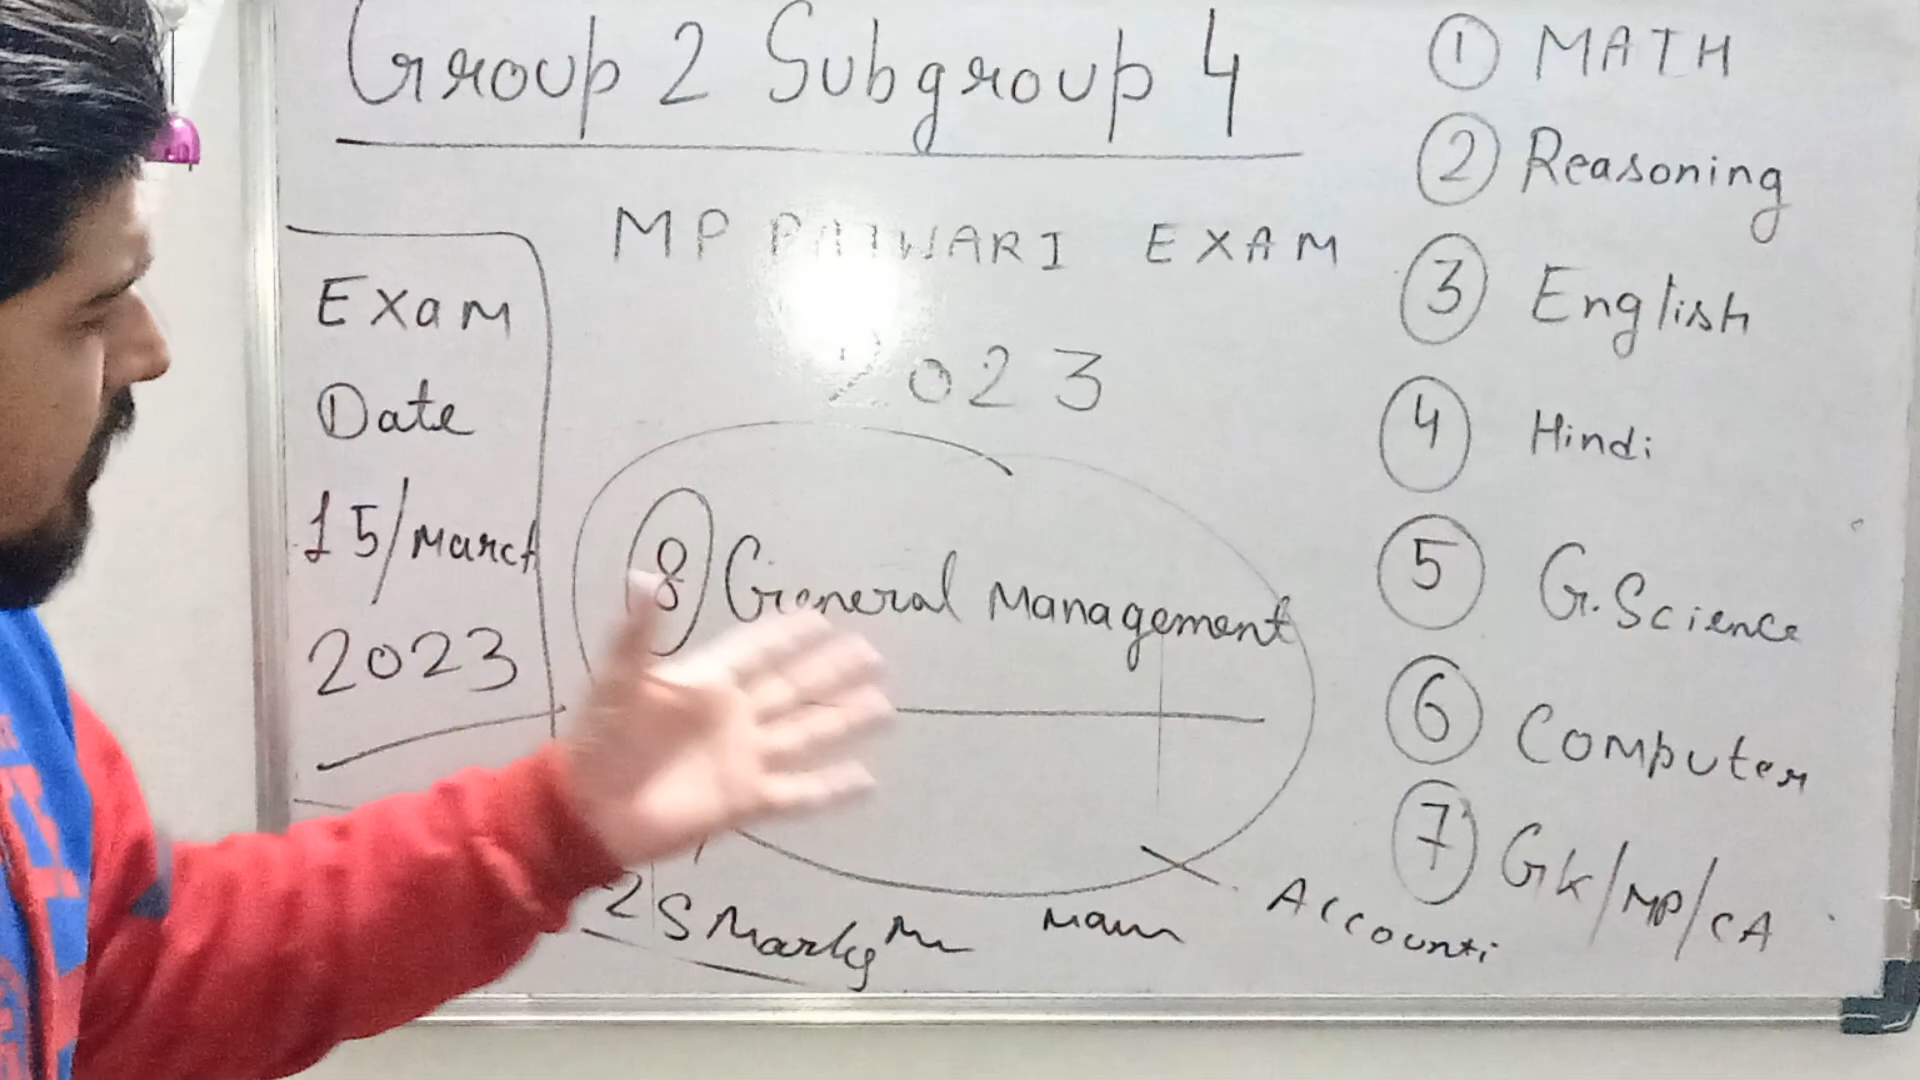 Group 2 Subgroup 4
MP PATWARI EXAM
2023
Exam
Date
15/March
2023
8 General Management
25 Marks
Accounti
1 MATH
2 Reasoning
3 English
4 Hindi
5 G. Science
6 Computer
7 Gk/MP/CA